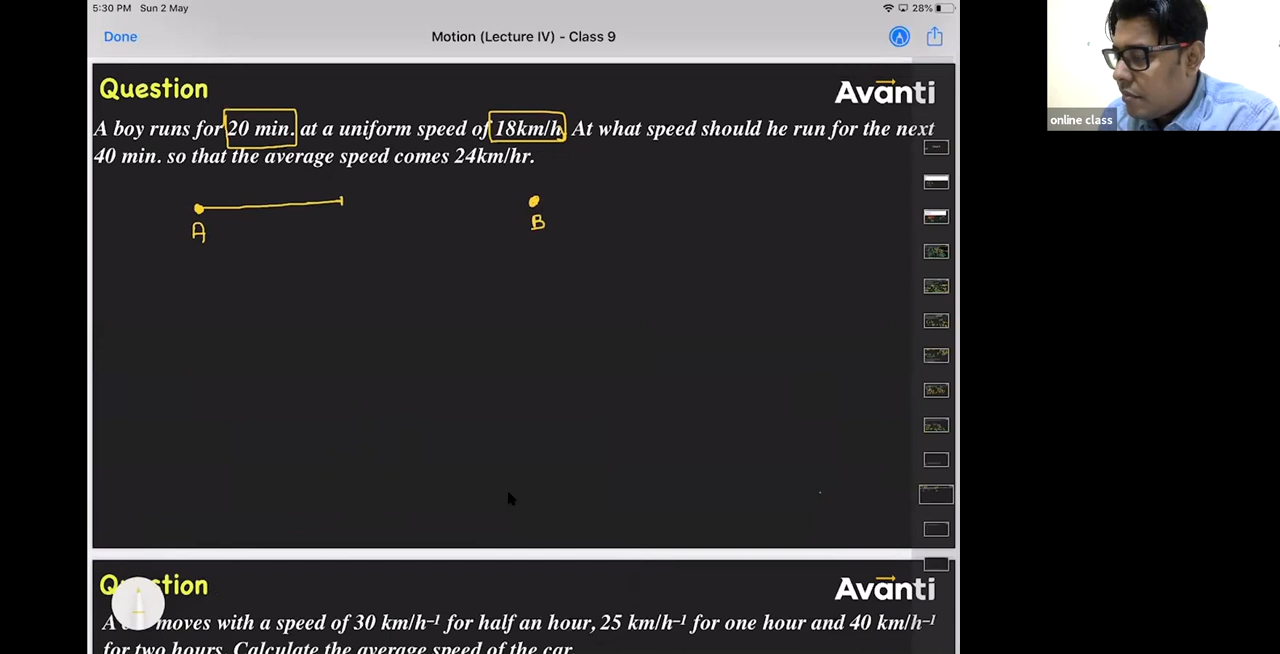 5:30 PM Sun 2 May
28%
Done
Motion (Lecture IV) - Class 9
Question
Avanti
A boy runs for 20 min. at a uniform speed of 18km/h. At what speed should he run for the next
40 min. so that the average speed comes 24km/hr.
A
B
online class
Question
Avanti
A moves with a speed of 30 km/h⁻¹ for half an hour, 25 km/h⁻¹ for one hour and 40 km/h⁻¹
for two hours. Calculate the average speed of the car.